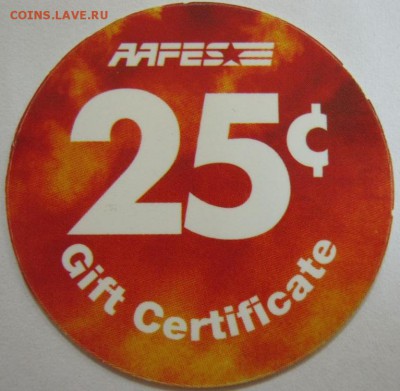 COINS.LAVE.RU
AAFES
25¢
Gift Certificate